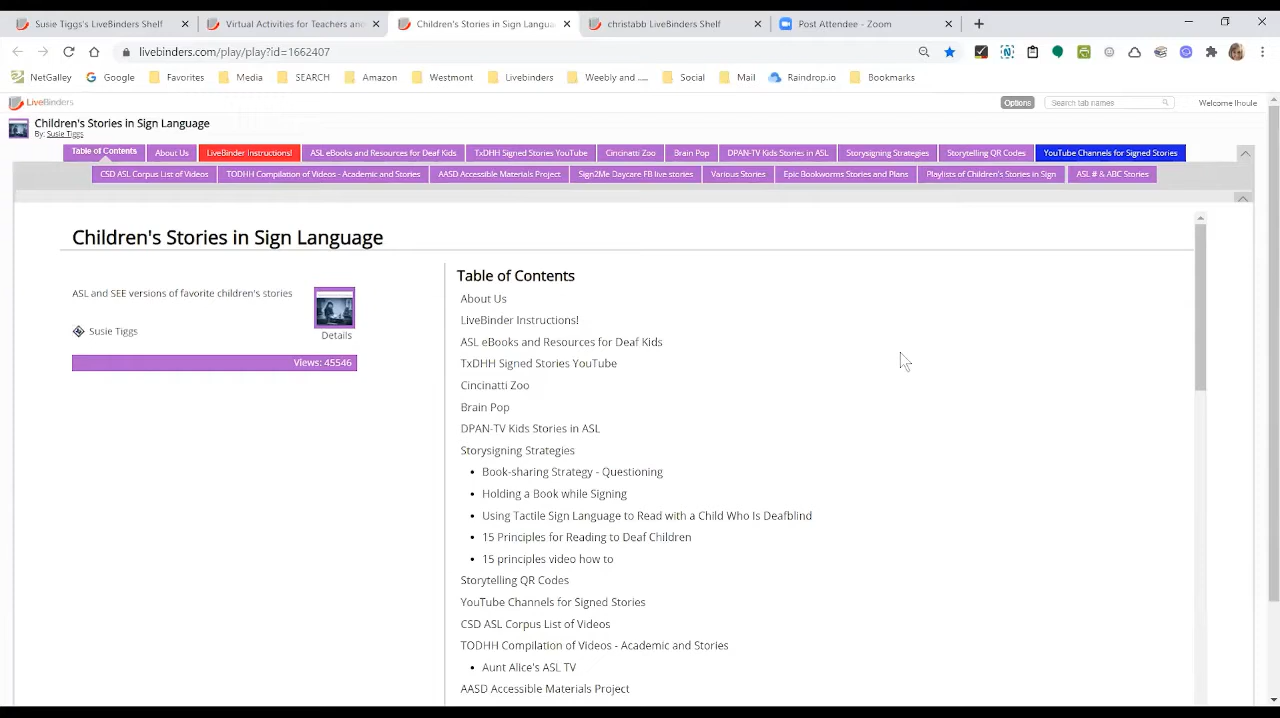 Susie Tiggs's LiveBinders Shelf
Virtual Activities for Teachers and
Children's Stories in Sign Langua
christabb LiveBinders Shelf
Post Attendee - Zoom
livebinders.com/play/play?id=1662407
NetGalley Google Favorites Media SEARCH Amazon Westmont Livebinders Weebly and ..... Social Mail Raindrop.io Bookmarks
LiveBinders
Options
Search tab names
Welcome lhoule
Children's Stories in Sign Language
By: Susie Tiggs
Table of Contents About Us LiveBinder Instructions! ASL eBooks and Resources for Deaf Kids TxDHH Signed Stories YouTube Cincinatti Zoo Brain Pop DPAN-TV Kids Stories in ASL Storysigning Strategies Storytelling QR Codes YouTube Channels for Signed Stories
CSD ASL Corpus List of Videos TODHH Compilation of Videos - Academic and Stories AASD Accessible Materials Project Sign2Me Daycare FB live stories Various Stories Epic Bookworms Stories and Plans Playlists of Children's Stories in Sign ASL # & ABC Stories
Children's Stories in Sign Language
ASL and SEE versions of favorite children's stories
Susie Tiggs
Details
Views: 45546
Table of Contents
About Us
LiveBinder Instructions!
ASL eBooks and Resources for Deaf Kids
TxDHH Signed Stories YouTube
Cincinatti Zoo
Brain Pop
DPAN-TV Kids Stories in ASL
Storysigning Strategies
• Book-sharing Strategy - Questioning
• Holding a Book while Signing
• Using Tactile Sign Language to Read with a Child Who Is Deafblind
• 15 Principles for Reading to Deaf Children
• 15 principles video how to
Storytelling QR Codes
YouTube Channels for Signed Stories
CSD ASL Corpus List of Videos
TODHH Compilation of Videos - Academic and Stories
• Aunt Alice's ASL TV
AASD Accessible Materials Project